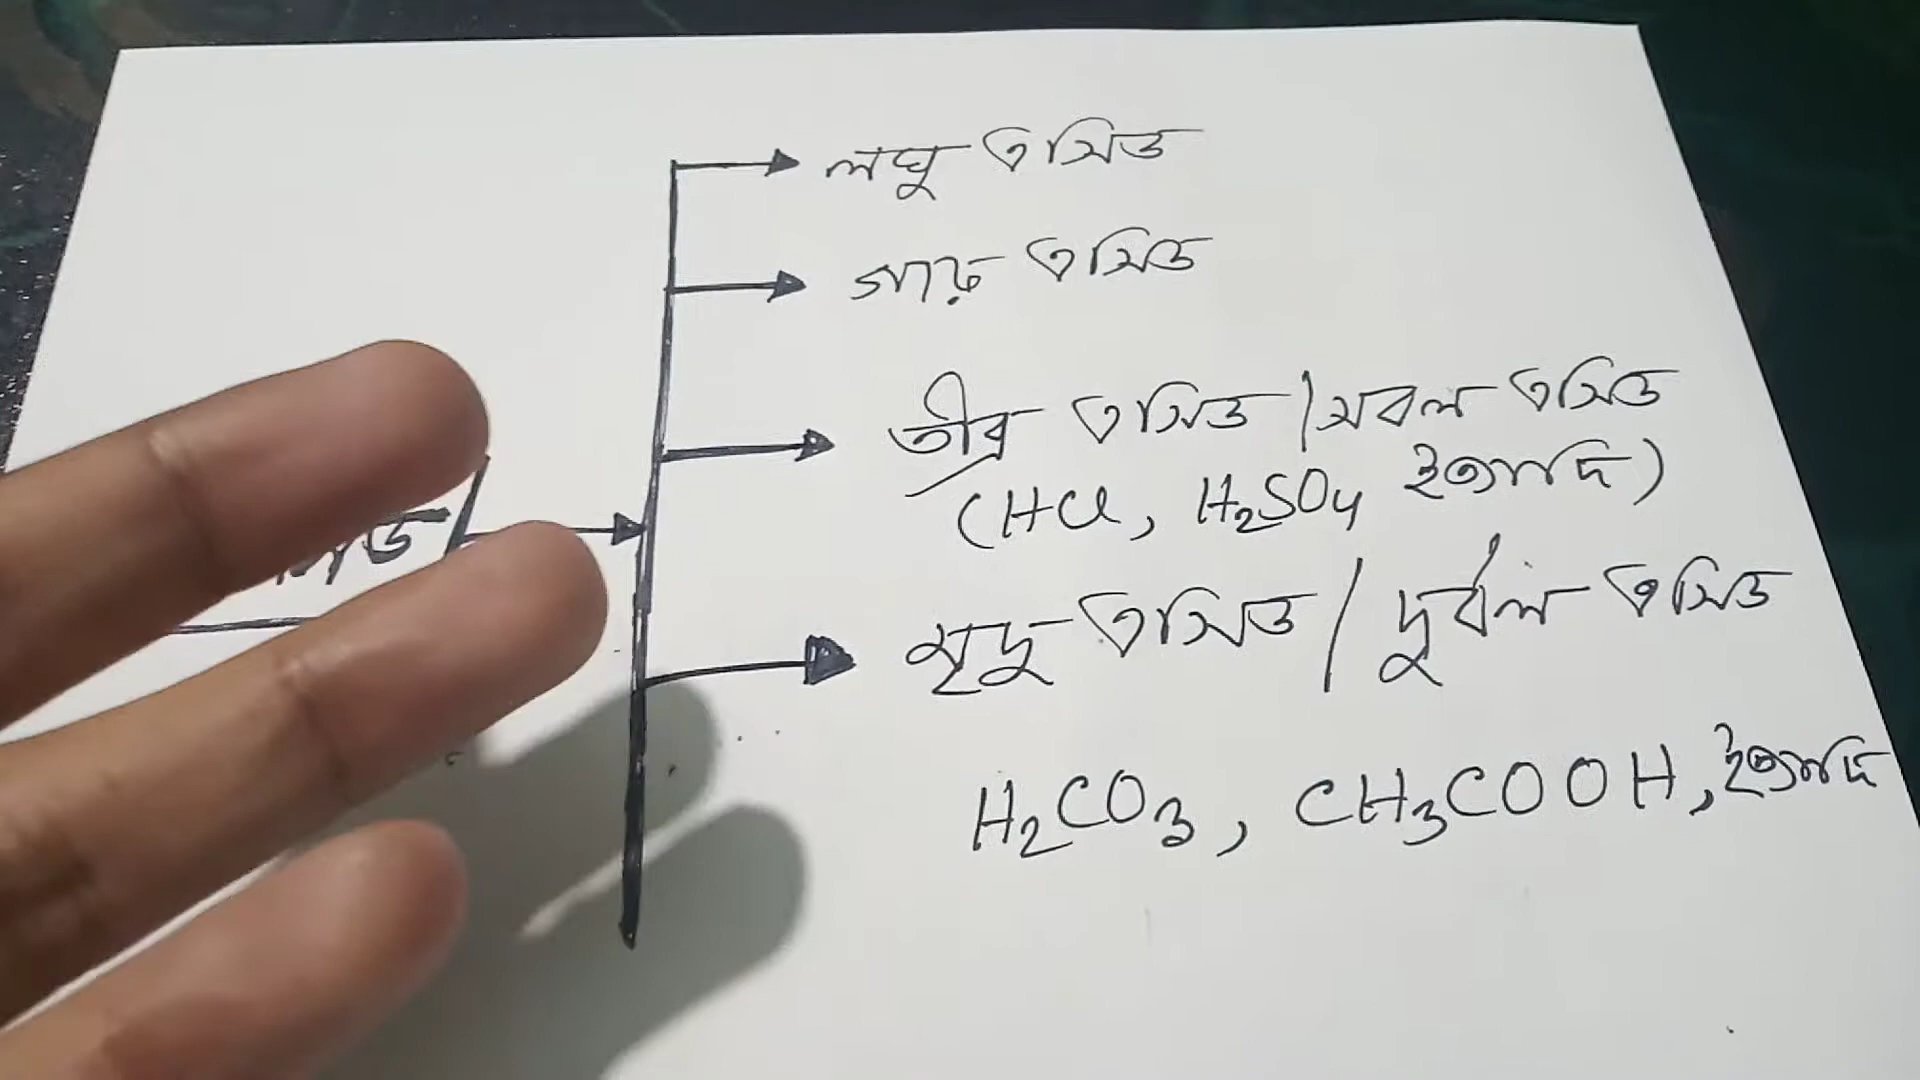 লঘু এসিড
গাঢ় এসিড
তীব্র এসিড / সবল এসিড
(HCl, H₂SO₄ ইত্যাদি)
মৃদু এসিড / দুর্বল এসিড
H₂CO₃, CH₃COOH, ইত্যাদি